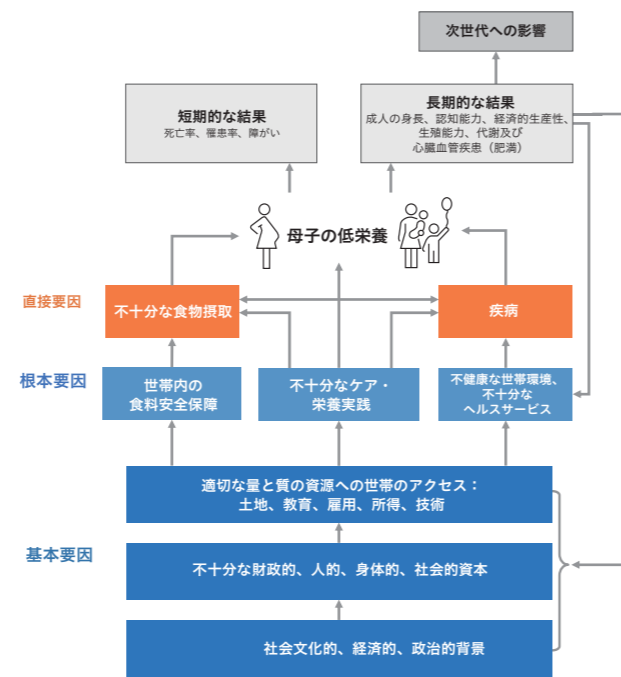 次世代への影響
短期的な結果
死亡率、罹患率、障がい
長期的な結果
成人の身長、認知能力、経済的生産性、
生殖能力、代謝及び
心臓血管疾患（肥満）
母子の低栄養
直接要因
不十分な食物摂取
疾病
根本要因
世帯内の
食料安全保障
不十分なケア・
栄養実践
不健康な世帯環境、
不十分な
ヘルスサービス
適切な量と質の資源への世帯のアクセス：
土地、教育、雇用、所得、技術
基本要因
不十分な財政的、人的、身体的、社会的資本
社会文化的、経済的、政治的背景